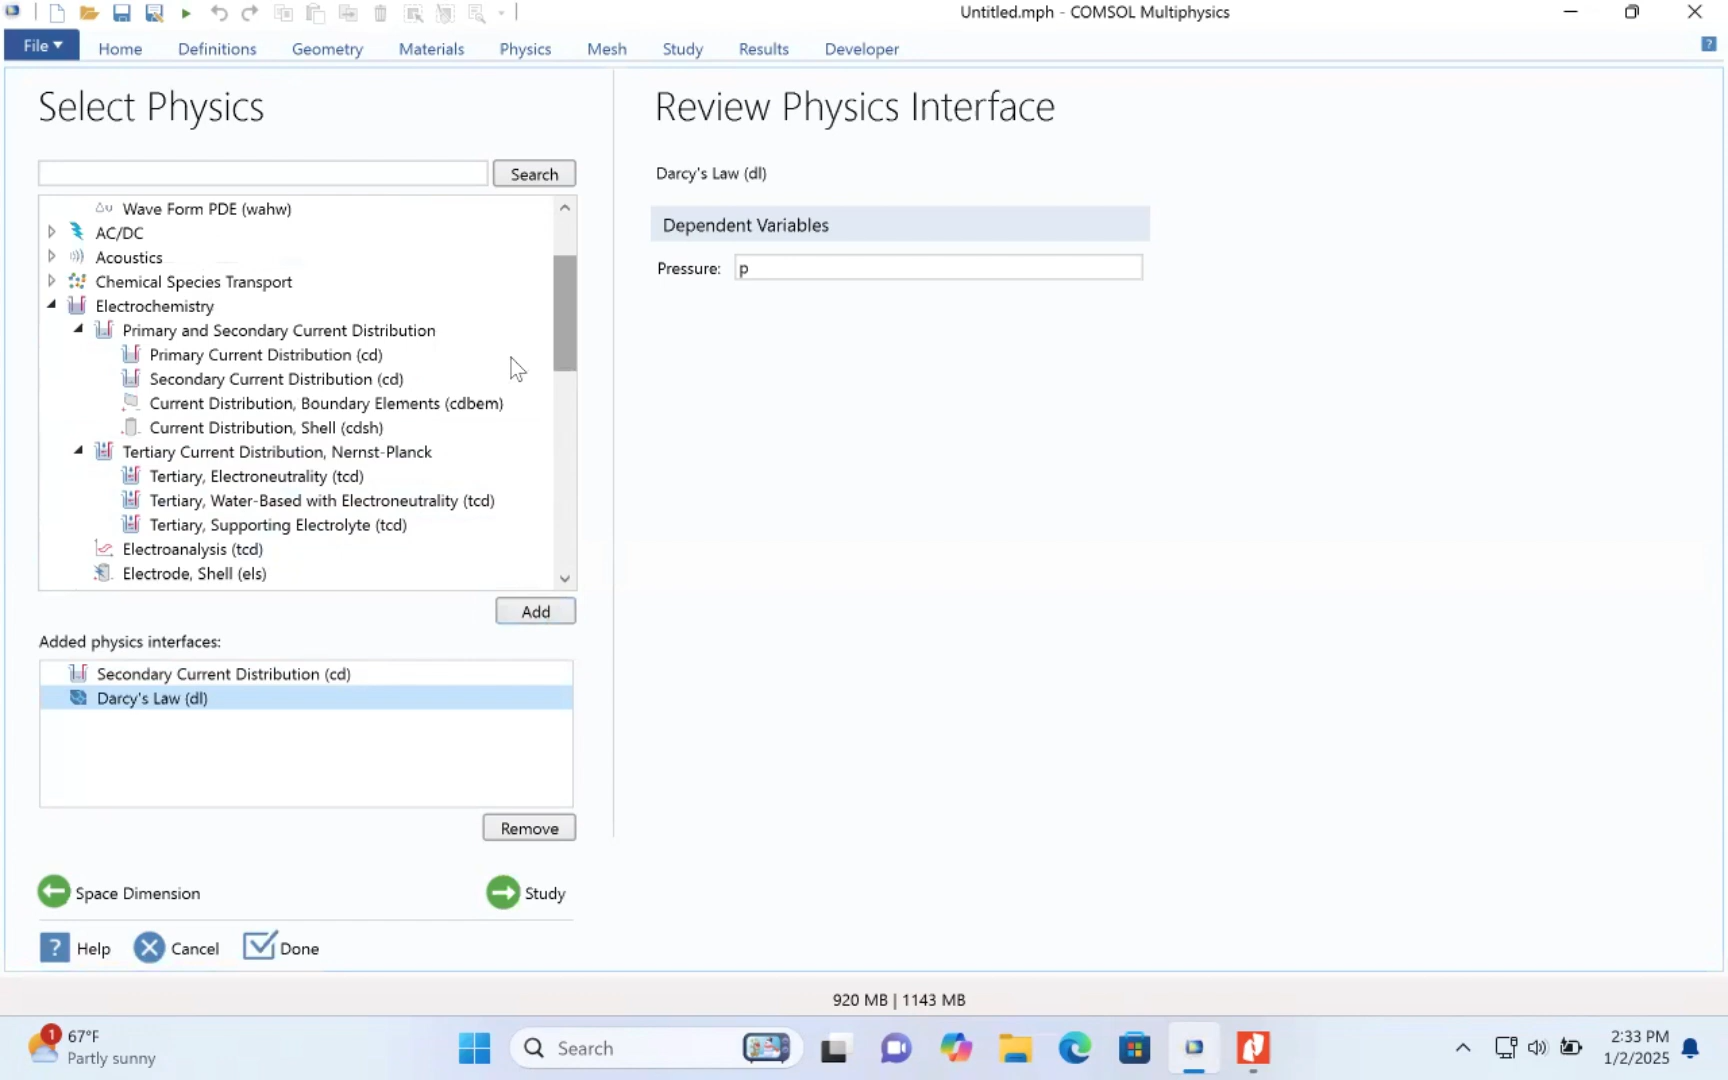 Untitled.mph - COMSOL Multiphysics
File Home Definitions Geometry Materials Physics Mesh Study Results Developer ?
Select Physics
Search
Δu Wave Form PDE (wahw)
AC/DC
Acoustics
Chemical Species Transport
Electrochemistry
Primary and Secondary Current Distribution
Primary Current Distribution (cd)
Secondary Current Distribution (cd)
Current Distribution, Boundary Elements (cdbem)
Current Distribution, Shell (cdsh)
Tertiary Current Distribution, Nernst-Planck
Tertiary, Electroneutrality (tcd)
Tertiary, Water-Based with Electroneutrality (tcd)
Tertiary, Supporting Electrolyte (tcd)
Electroanalysis (tcd)
Electrode, Shell (els)
Add
Added physics interfaces:
Secondary Current Distribution (cd)
Darcy's Law (dl)
Remove
Space Dimension
Study
? Help Cancel Done
Review Physics Interface
Darcy's Law (dl)
Dependent Variables
Pressure: p
920 MB | 1143 MB
1 67°F
Partly sunny
Search
2:33 PM
1/2/2025